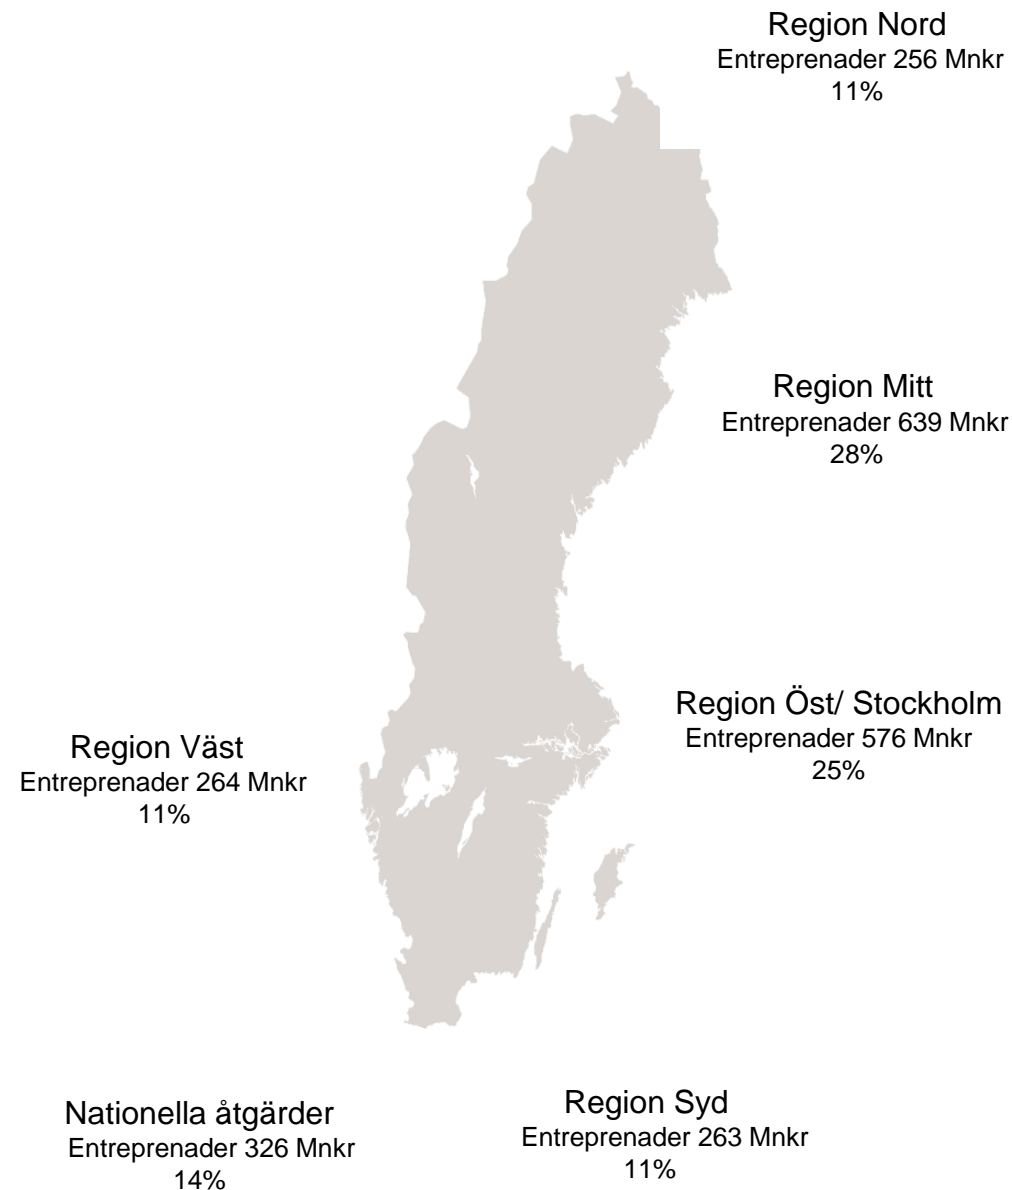 Region Nord
Entreprenader 256 Mnkr
11%
Region Mitt
Entreprenader 639 Mnkr
28%
Region Öst/ Stockholm
Entreprenader 576 Mnkr
25%
Region Väst
Entreprenader 264 Mnkr
11%
Nationella åtgärder
Entreprenader 326 Mnkr
14%
Region Syd
Entreprenader 263 Mnkr
11%